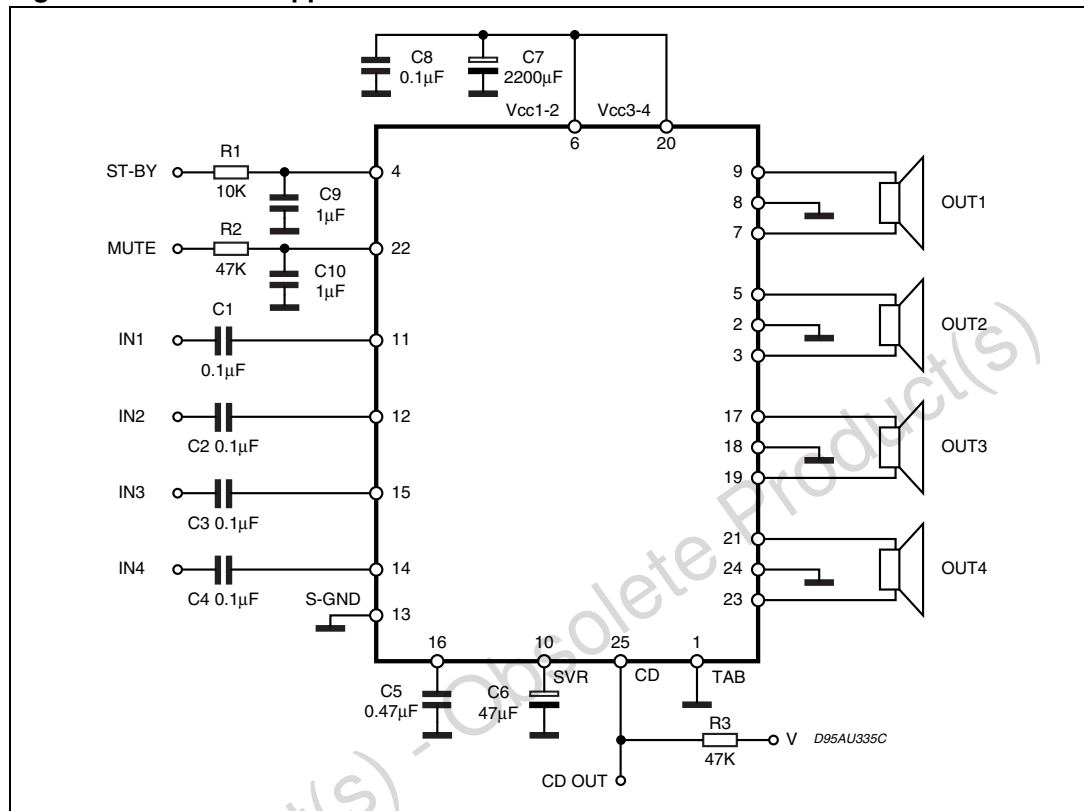 C8
0.1µF
C7
2200µF
Vcc1-2
Vcc3-4
6
20
ST-BY
R1
10K
4
C9
1µF
MUTE
R2
47K
22
C10
1µF
IN1
C1
0.1µF
11
IN2
C2 0.1µF
12
IN3
C3 0.1µF
15
IN4
C4 0.1µF
14
S-GND
13
9
8
7
OUT1
5
2
3
OUT2
17
18
19
OUT3
21
24
23
OUT4
16
10
SVR
25
CD
1
TAB
C5
0.47µF
C6
47µF
R3
47K
V
D95AU335C
CD OUT
Obsolete Product(s)
ct(s) - Obsolete Product(s)